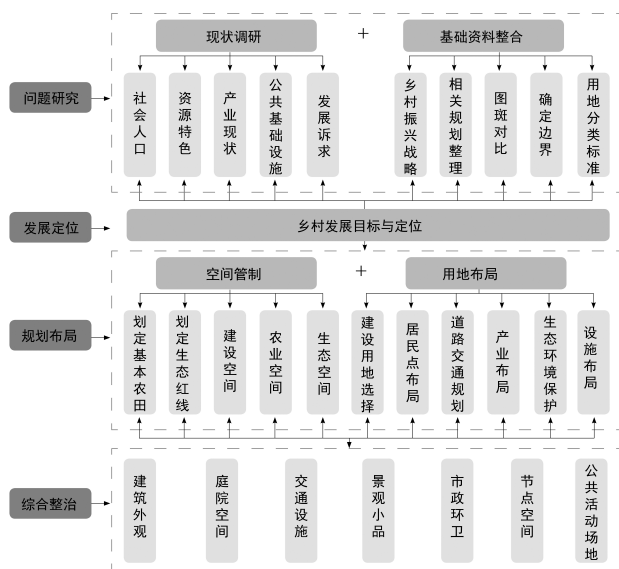 现状调研
+
基础资料整合
问题研究
社会人口
资源特色
产业现状
公共基础设施
发展诉求
乡村振兴战略
相关规划整理
图斑对比
确定边界
用地分类标准
发展定位
乡村发展目标与定位
空间管制
+
用地布局
规划布局
划定基本农田
划定生态红线
建设空间
农业空间
生态空间
建设用地选择
居民点布局
道路交通规划
产业布局
生态环境保护
设施布局
综合整治
建筑外观
庭院空间
交通设施
景观小品
市政环卫
节点空间
公共活动场地